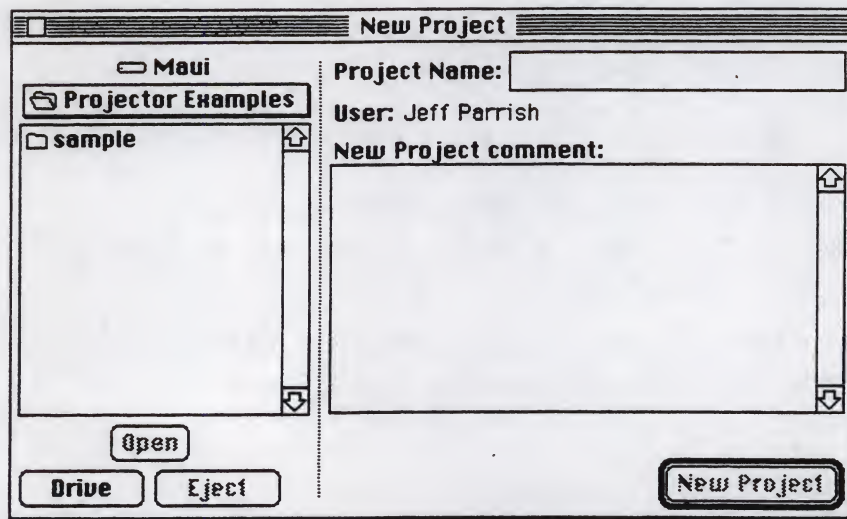 New Project
Maui
Projector Examples
sample
Open
Drive
Eject
Project Name:
User: Jeff Parrish
New Project comment:
New Project